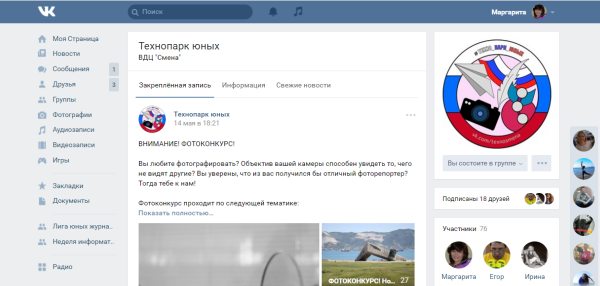 Поиск
Маргарита
Моя Страница
Новости
Сообщения 1
Друзья 3
Группы
Фотографии
Аудиозаписи
Видеозаписи
Игры
Закладки
Документы
Лига юных журна..
Неделя информат..
Радио
Технопарк юных
ВДЦ "Смена"
Закреплённая запись Информация Свежие новости
Технопарк юных
14 мая в 18:21
ВНИМАНИЕ! ФОТОКОНКУРС!
Вы любите фотографировать? Объектив вашей камеры способен увидеть то, чего
не видят другие? Вы уверены, что из вас получился бы отличный фоторепортер?
Тогда тебе к нам!
Фотоконкурс проходит по следующей тематике:
Показать полностью…
ФОТОКОНКУРС! На... 27
Вы состоите в группе
Подписаны 18 друзей
Участники 76
Маргарита Егор Ирина